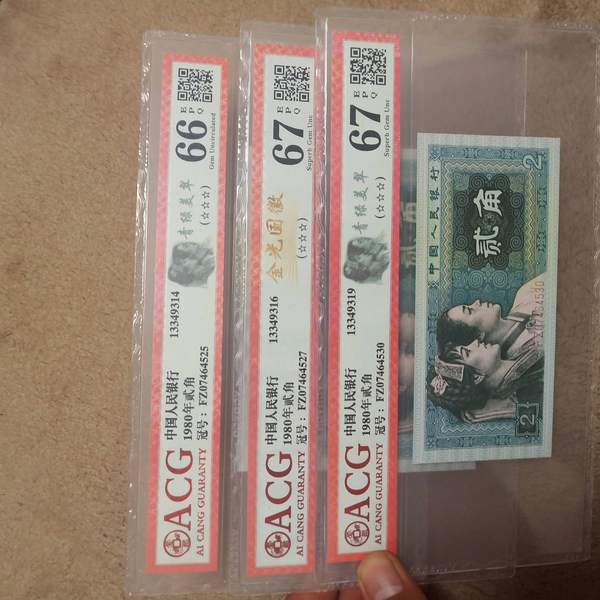 ACG
AI CANG GUARANTY
中国人民银行
1980年贰角
冠号：FZ07464525
13349314
青绿美翠
(☆☆☆)
66
E
P
Q
Gem Uncirculated
ACG
AI CANG GUARANTY
中国人民银行
1980年贰角
冠号：FZ07464527
13349316
金光国徽
(☆☆☆)
67
E
P
Q
Superb Gem Unc
ACG
AI CANG GUARANTY
中国人民银行
1980年贰角
冠号：FZ07464530
13349319
青绿美翠
(☆☆☆)
67
E
P
Q
Superb Gem Unc
中国人民银行
贰角
FZ07464530
2
2